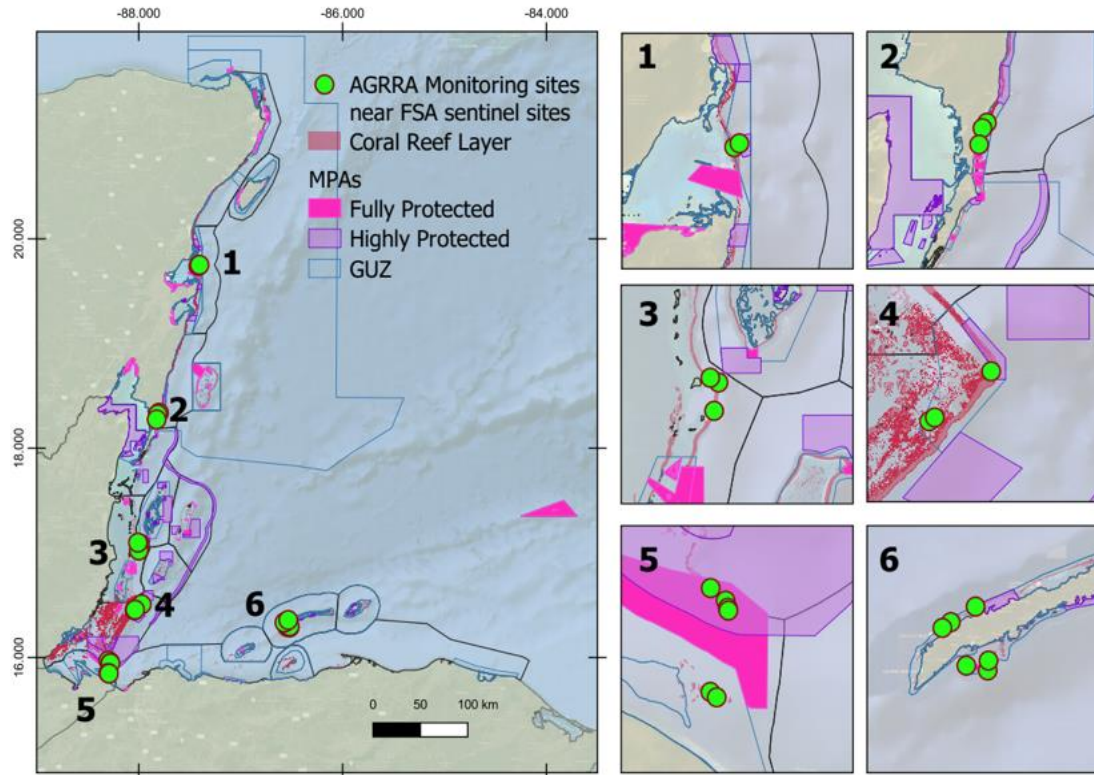 -88.000 -86.000 -84.000
AGRRA Monitoring sites
near FSA sentinel sites
Coral Reef Layer
MPAs
Fully Protected
Highly Protected
GUZ
20.000
18.000
16.000
1
2
3
4
5
6
0 50 100 km
1
2
3
4
5
6